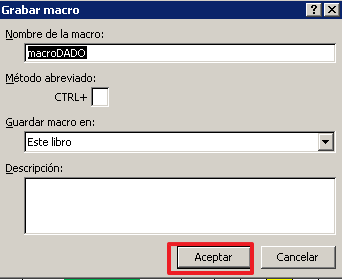 Grabar macro
Nombre de la macro:
macroDADO
Método abreviado:
CTRL+
Guardar macro en:
Este libro
Descripción:
Aceptar
Cancelar